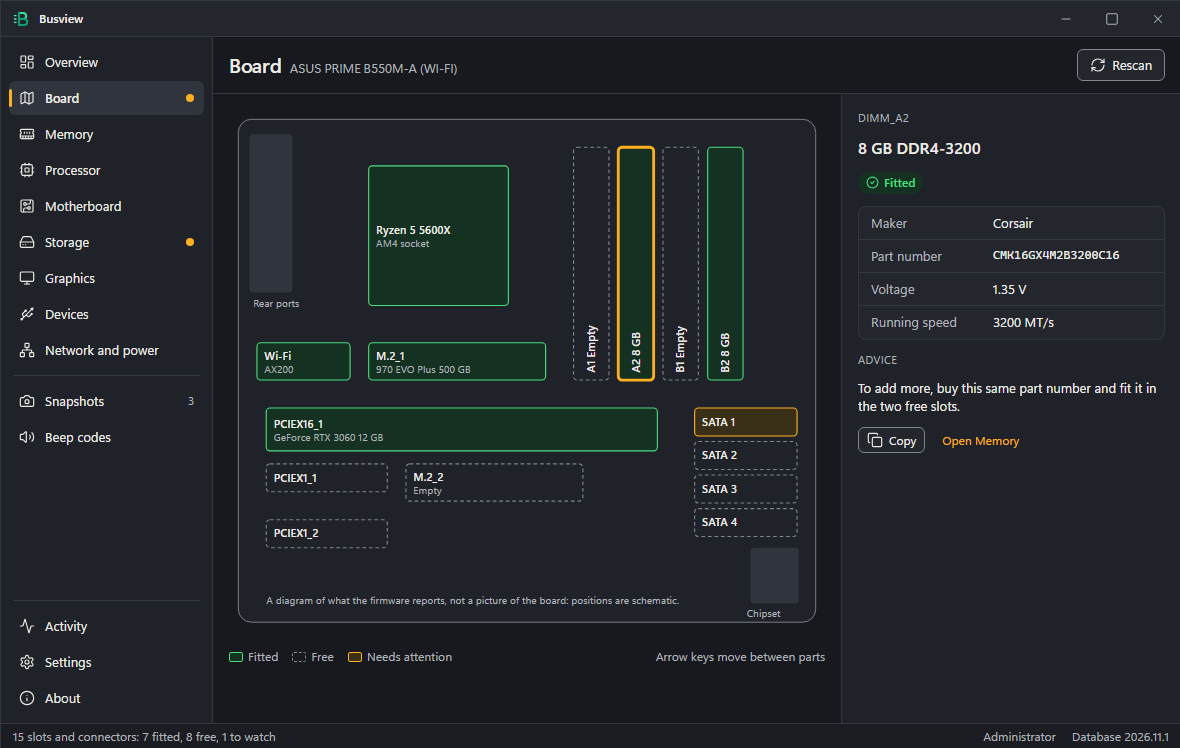 Busview
Overview
Board
Memory
Processor
Motherboard
Storage
Graphics
Devices
Network and power
Snapshots 3
Beep codes
Activity
Settings
About
Board ASUS PRIME B550M-A (WI-FI)
Rescan
Rear ports
Ryzen 5 5600X
AM4 socket
A1 Empty
A2 8 GB
B1 Empty
B2 8 GB
Wi-Fi
AX200
M.2_1
970 EVO Plus 500 GB
PCIEX16_1
GeForce RTX 3060 12 GB
PCIEX1_1
M.2_2
Empty
PCIEX1_2
SATA 1
SATA 2
SATA 3
SATA 4
Chipset
A diagram of what the firmware reports, not a picture of the board: positions are schematic.
Fitted
Free
Needs attention
Arrow keys move between parts
DIMM_A2
8 GB DDR4-3200
Fitted
Maker Corsair
Part number CMK16GX4M2B3200C16
Voltage 1.35 V
Running speed 3200 MT/s
ADVICE
To add more, buy this same part number and fit it in
the two free slots.
Copy
Open Memory
15 slots and connectors: 7 fitted, 8 free, 1 to watch
Administrator
Database 2026.11.1